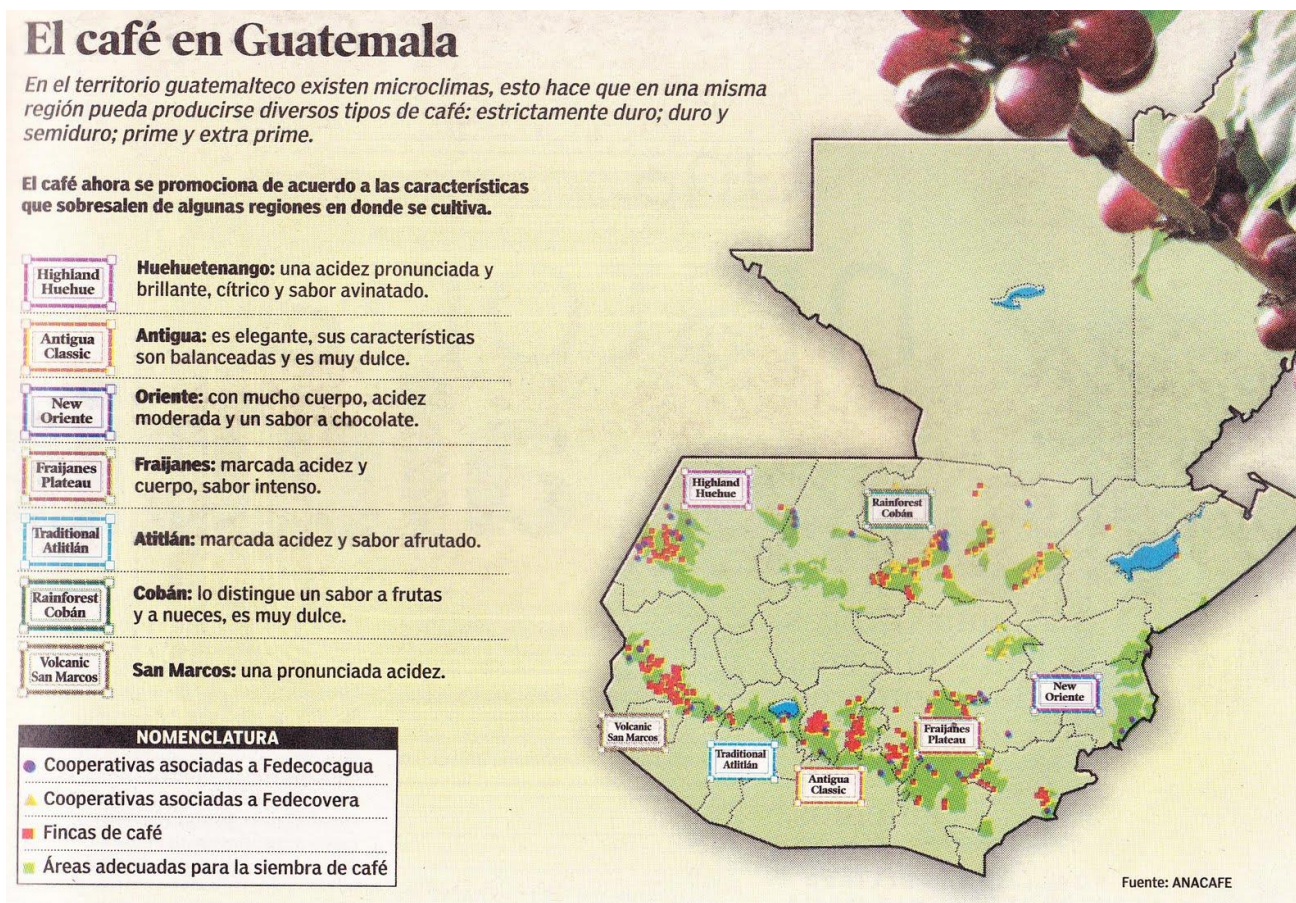 El café en Guatemala
En el territorio guatemalteco existen microclimas, esto hace que en una misma
región pueda producirse diversos tipos de café: estrictamente duro; duro y
semiduro; prime y extra prime.
El café ahora se promociona de acuerdo a las características
que sobresalen de algunas regiones en donde se cultiva.
Highland
Huehue
Huehuetenango: una acidez pronunciada y
brillante, cítrico y sabor avinatado.
Antigua
Classic
Antigua: es elegante, sus características
son balanceadas y es muy dulce.
New
Oriente
Oriente: con mucho cuerpo, acidez
moderada y un sabor a chocolate.
Fraijanes
Plateau
Fraijanes: marcada acidez y
cuerpo, sabor intenso.
Traditional
Atlitlán
Atitlán: marcada acidez y sabor afrutado.
Rainforest
Cobán
Cobán: lo distingue un sabor a frutas
y a nueces, es muy dulce.
Volcanic
San Marcos
San Marcos: una pronunciada acidez.
NOMENCLATURA
Cooperativas asociadas a Fedecocagua
Cooperativas asociadas a Fedecovera
Fincas de café
Áreas adecuadas para la siembra de café
Highland
Huehue
Rainforest
Cobán
New
Oriente
Volcanic
San Marcos
Fraijanes
Plateau
Traditional
Atlitlán
Antigua
Classic
Fuente: ANACAFE